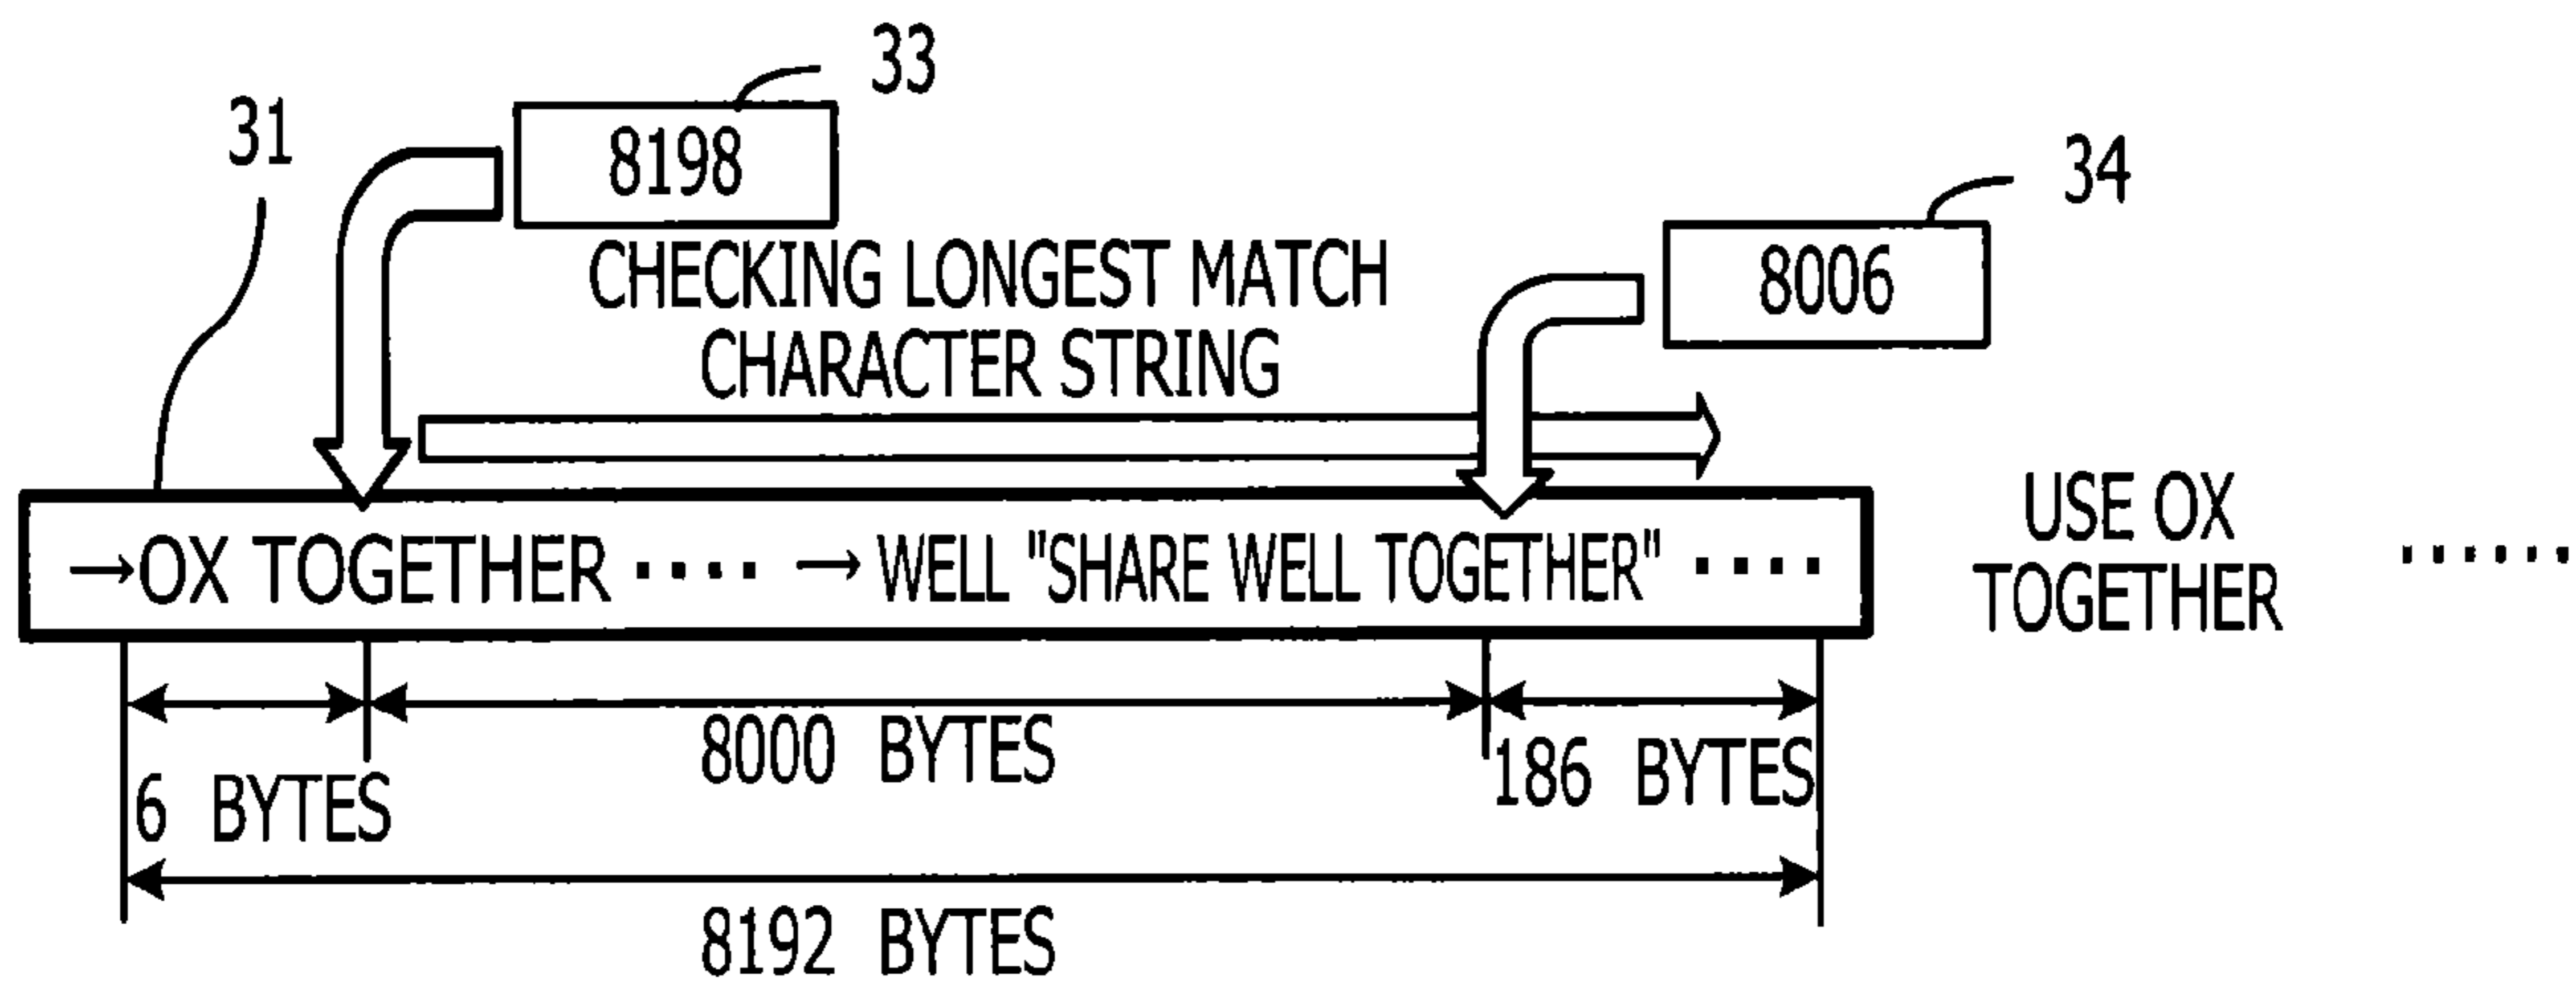 33
31
8198
34
8006
CHECKING LONGEST MATCH
CHARACTER STRING
→OX TOGETHER ···· → WELL "SHARE WELL TOGETHER" ····
USE OX
TOGETHER
······
8000 BYTES
6 BYTES
186 BYTES
8192 BYTES